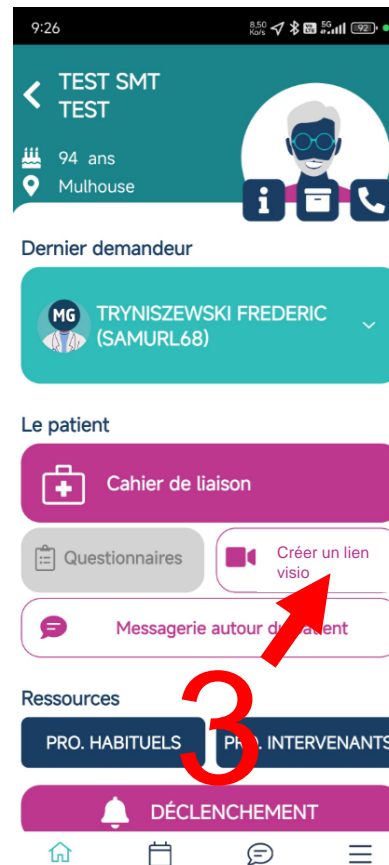 9:26
8,50
Ko/s
5G
92
TEST SMT
TEST
94 ans
Mulhouse
Dernier demandeur
MG
TRYNISZEWSKI FREDERIC
(SAMURL68)
Le patient
Cahier de liaison
Questionnaires
Créer un lien
visio
Messagerie autour du patient
Ressources
PRO. HABITUELS
PRO. INTERVENANTS
3
DÉCLENCHEMENT